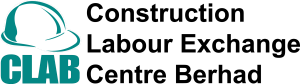 CLAB
Construction
Labour Exchange
Centre Berhad